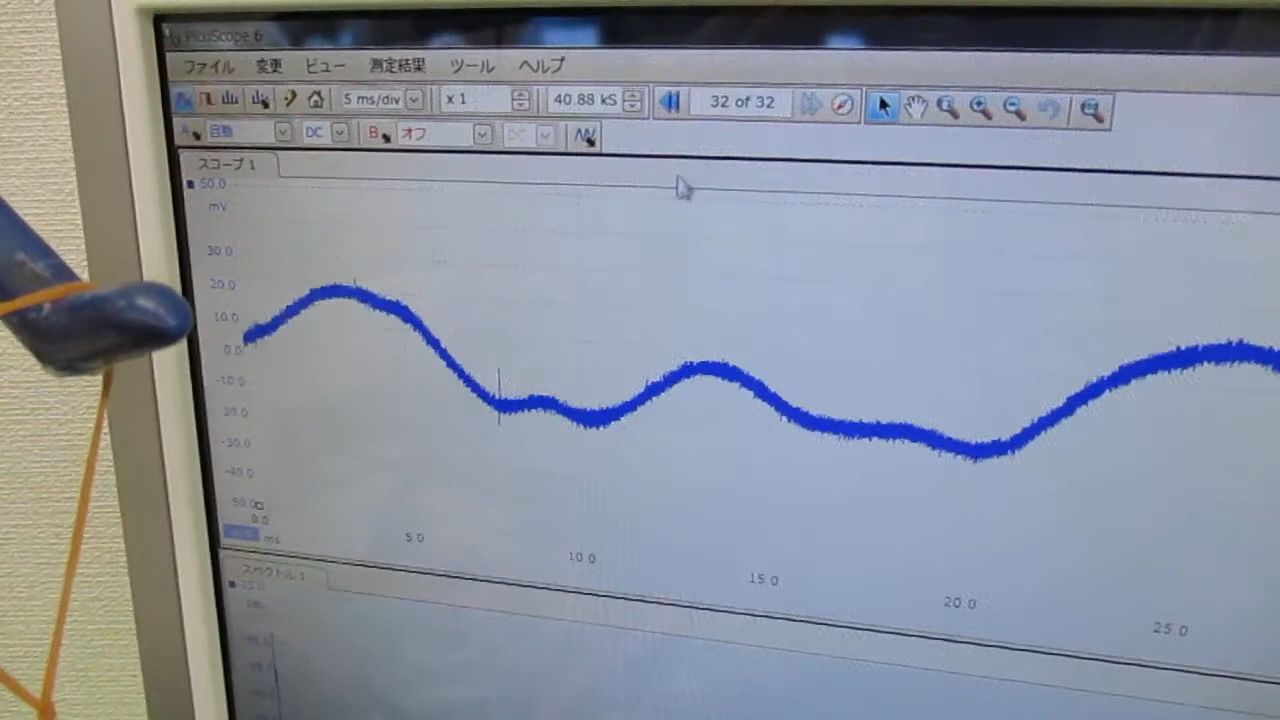 PicoScope 6
ファイル 変更 ビュー 測定結果 ツール ヘルプ
5 ms/div x 1 40.88 kS 32 of 32
A 自動 DC B オフ DC
スコープ 1
50.0
mV
30.0
20.0
10.0
0.0
-10.0
20.0
-30.0
-40.0
-50.0
0.0 5.0 10.0 15.0 20.0 25.0
ms
スペクトル 1